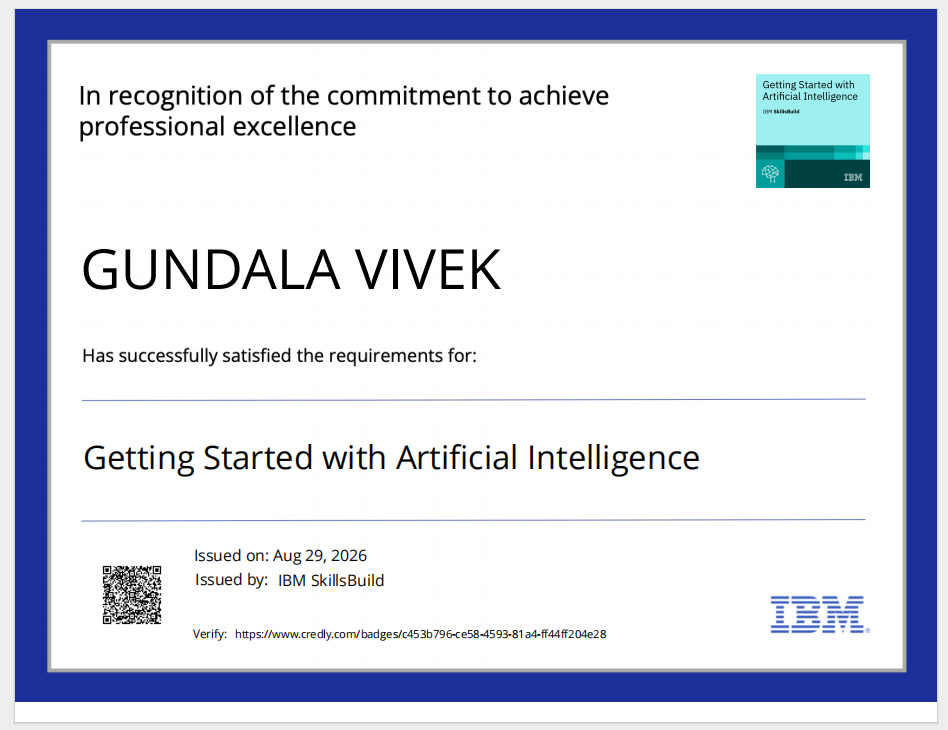 In recognition of the commitment to achieve
professional excellence
Getting Started with
Artificial Intelligence
IBM SkillsBuild
IBM
GUNDALA VIVEK
Has successfully satisfied the requirements for:
Getting Started with Artificial Intelligence
Issued on: Aug 29, 2026
Issued by: IBM SkillsBuild
Verify: https://www.credly.com/badges/c453b796-ce58-4593-81a4-ff44ff204e28
IBM®